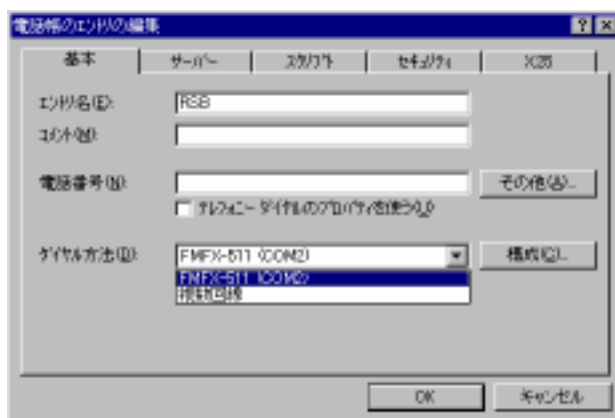 電話帳のエントリの編集
基本 サーバー スクリプト セキュリティ X.25
エントリ名(E): RSB
コメント(M):
電話番号(N): その他(A)...
テレフォニー ダイヤルのプロパティを使う(U)
ダイヤル方法(D): FMFX-511 (COM2) 構成(C)...
FMFX-511 (COM2)
複数回線
OK キャンセル